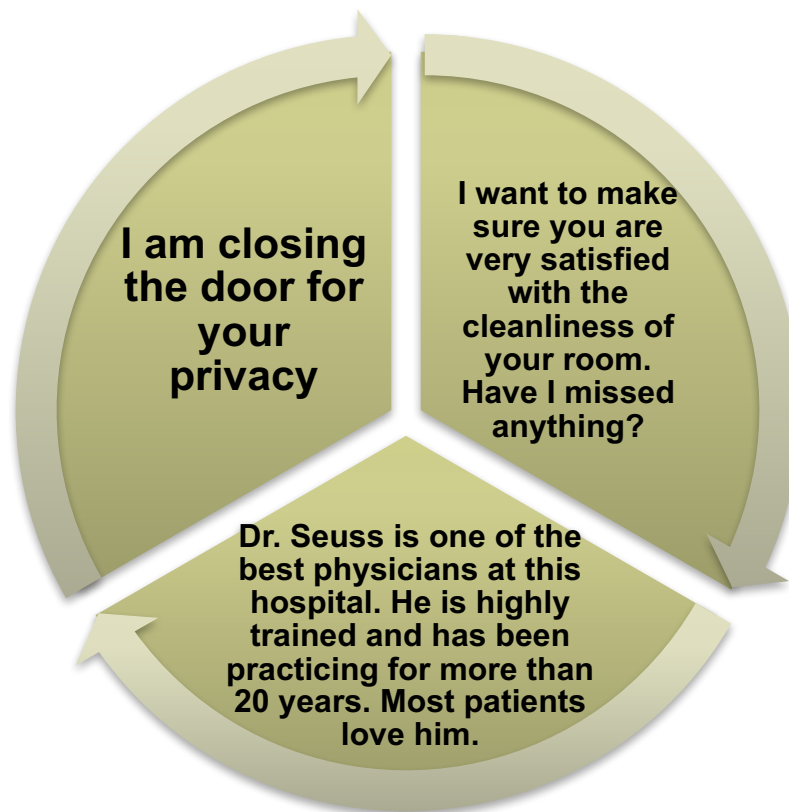 I am closing
the door for
your
privacy
I want to make
sure you are
very satisfied
with the
cleanliness of
your room.
Have I missed
anything?
Dr. Seuss is one of the
best physicians at this
hospital. He is highly
trained and has been
practicing for more than
20 years. Most patients
love him.